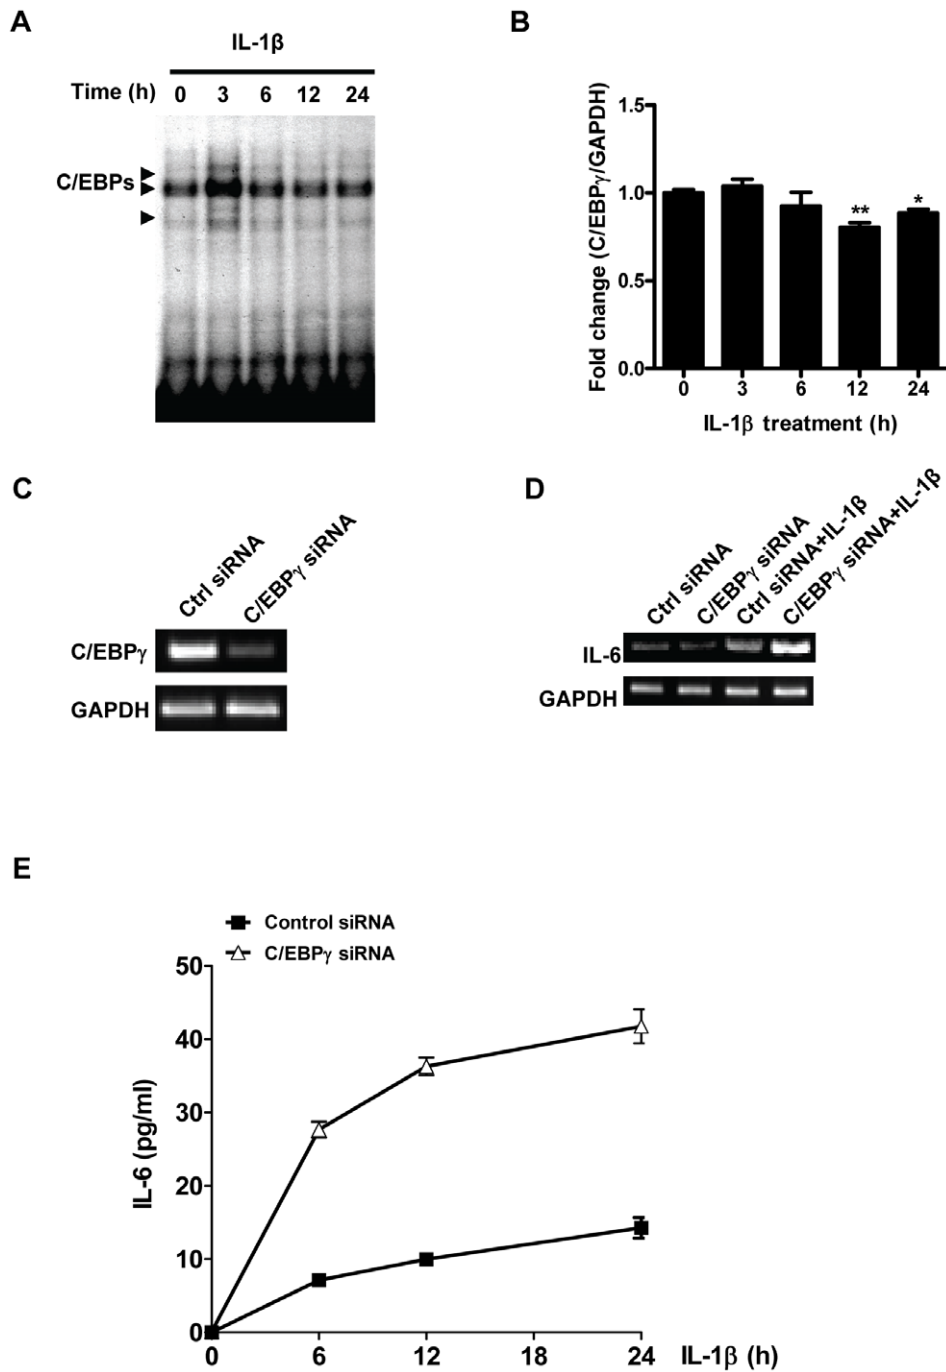 A
IL-1β
Time (h) 0 3 6 12 24
C/EBPs
B
Fold change (C/EBPγ/GAPDH)
1.5
1.0
0.5
0.0
** *
0 3 6 12 24
IL-1β treatment (h)
C
Ctrl siRNA
C/EBPγ siRNA
C/EBPγ
GAPDH
D
Ctrl siRNA
C/EBPγ siRNA
Ctrl siRNA+IL-1β
C/EBPγ siRNA+IL-1β
IL-6
GAPDH
E
Control siRNA
C/EBPγ siRNA
IL-6 (pg/ml)
50
40
30
20
10
0
0 6 12 18 24 IL-1β (h)